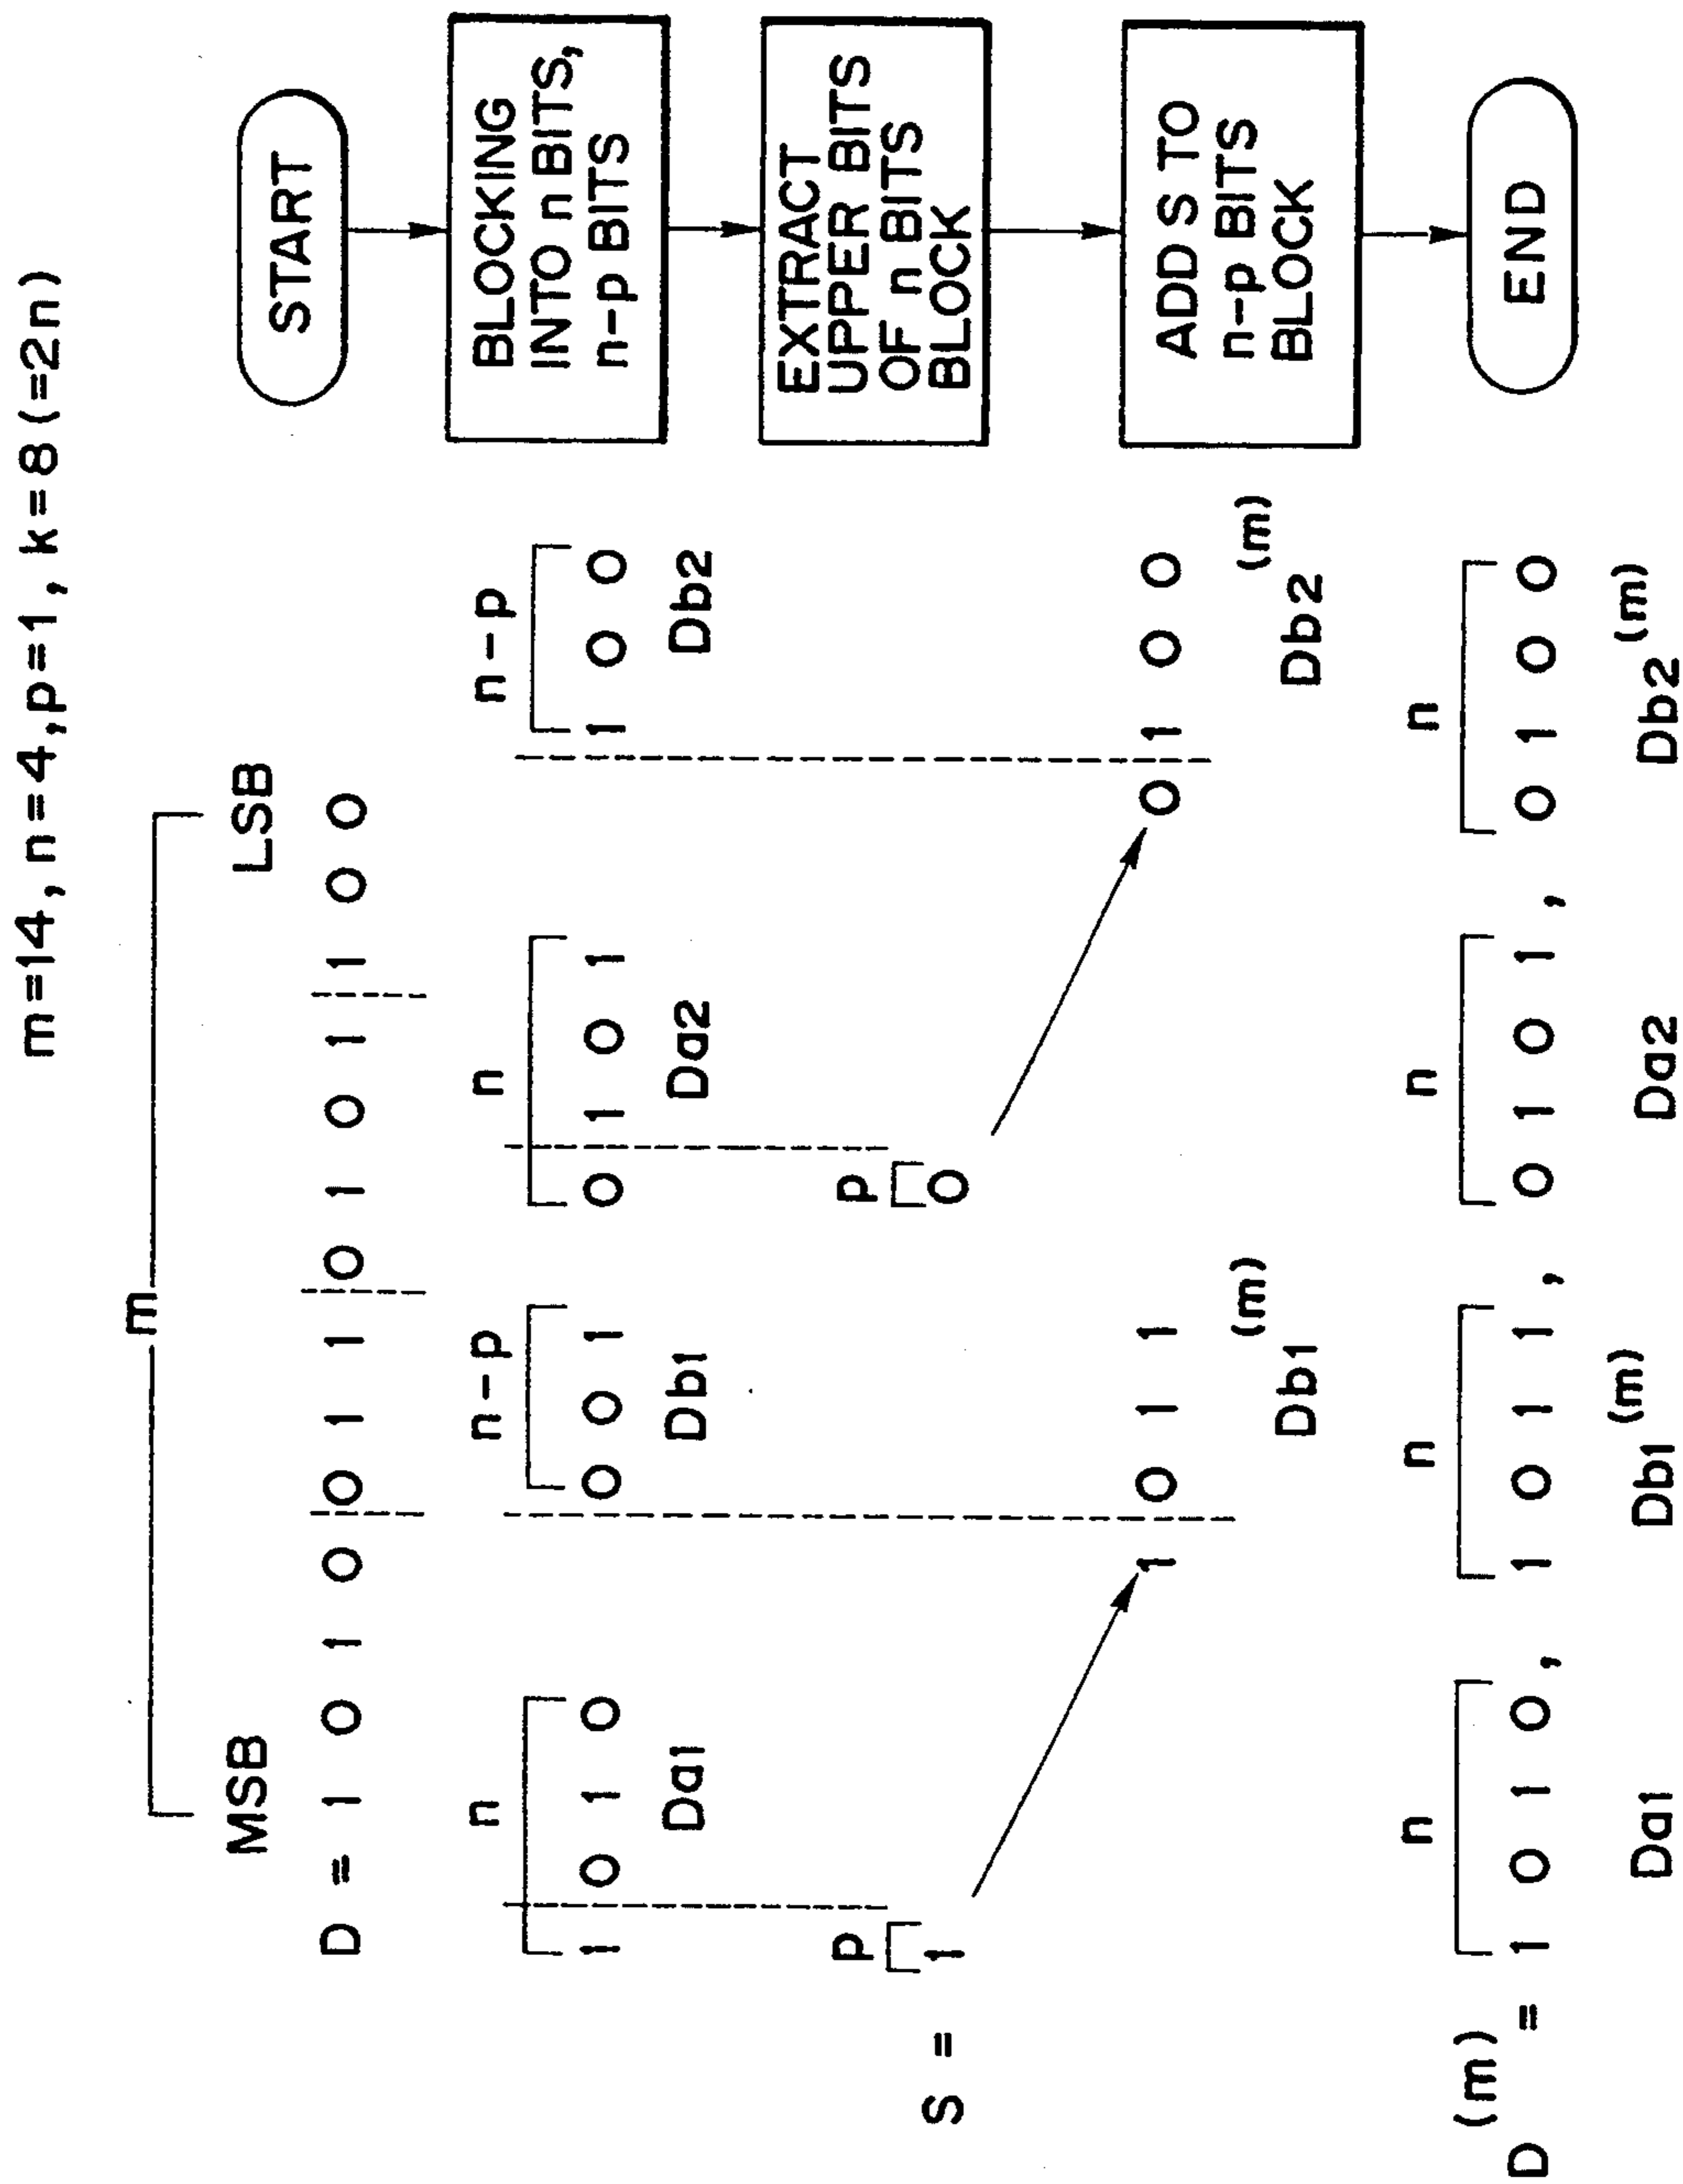 m=14, n=4, p=1, k=8(=2n)
m
MSB LSB
START
D = 1 0 1 0 0 1 1 0 1 0 1 1 0 0
n n-p n n-p
1 0 1 0 0 0 1 0 1 0 1 1 0 0
Da1 Db1 Da2 Db2
BLOCKING
INTO n BITS,
n-p BITS
p p
S = 1 0
EXTRACT
UPPER BITS
OF n BITS
BLOCK
1 0 1 1 0 1 0 0
Db1(m) Db2(m)
ADD S TO
n-p BITS
BLOCK
n n n n
D(m) = 1 0 1 0, 1 0 1 1, 0 1 0 1, 0 1 0 0
Da1 Db1(m) Da2 Db2(m)
END